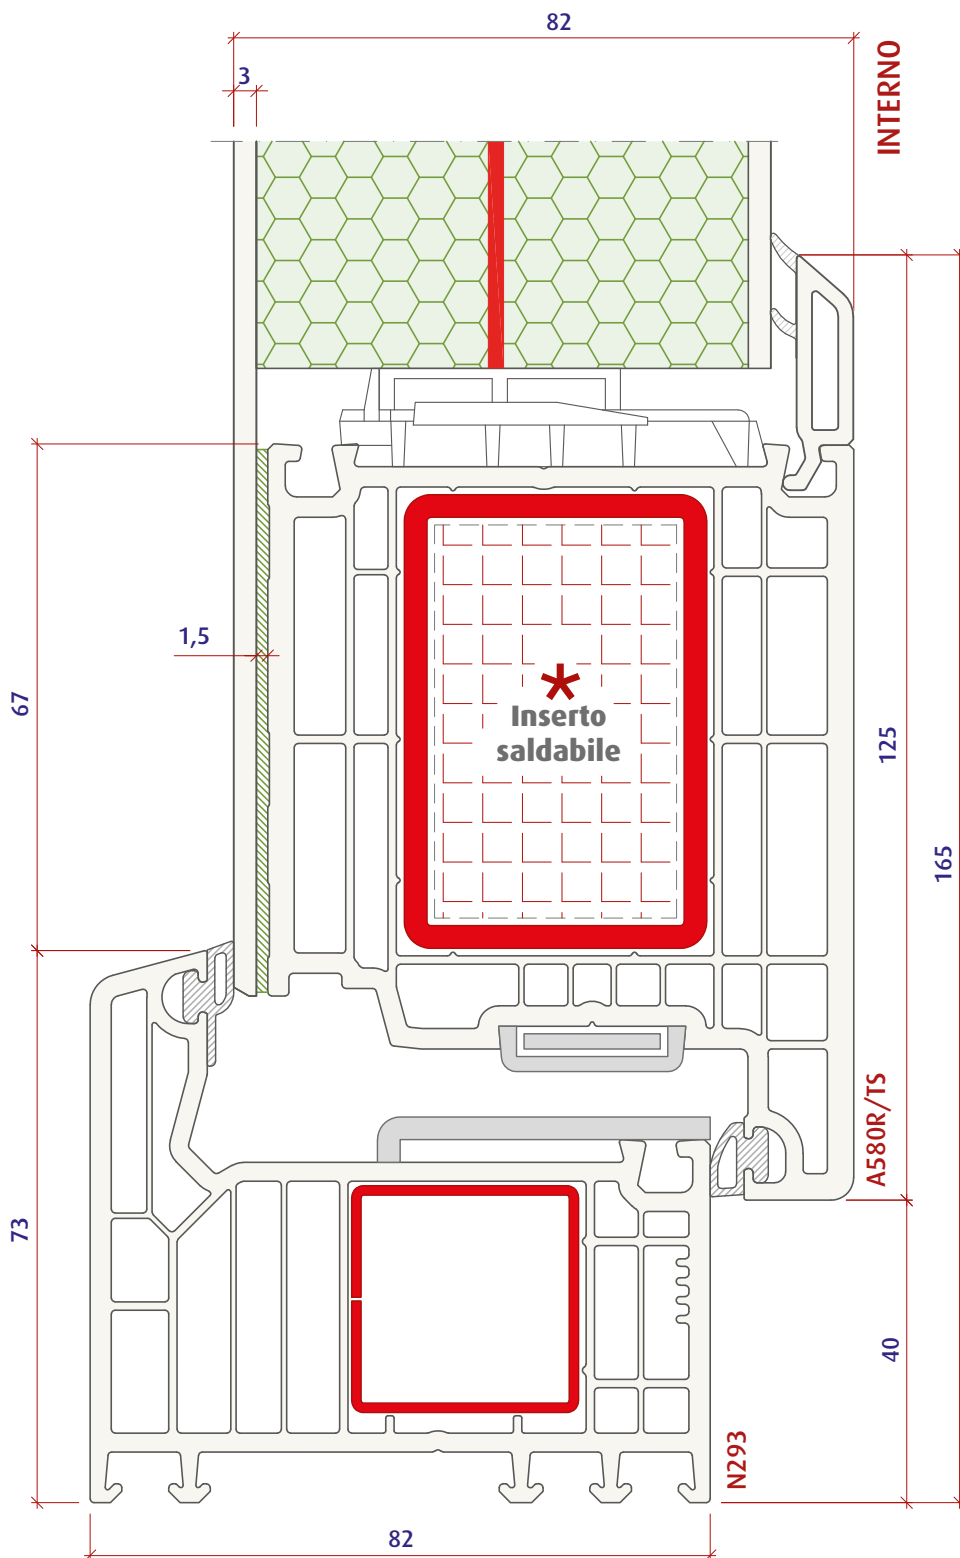 82
3
INTERNO
1,5
67
*
Inserto
saldabile
125
165
A580R/TS
73
40
N293
82